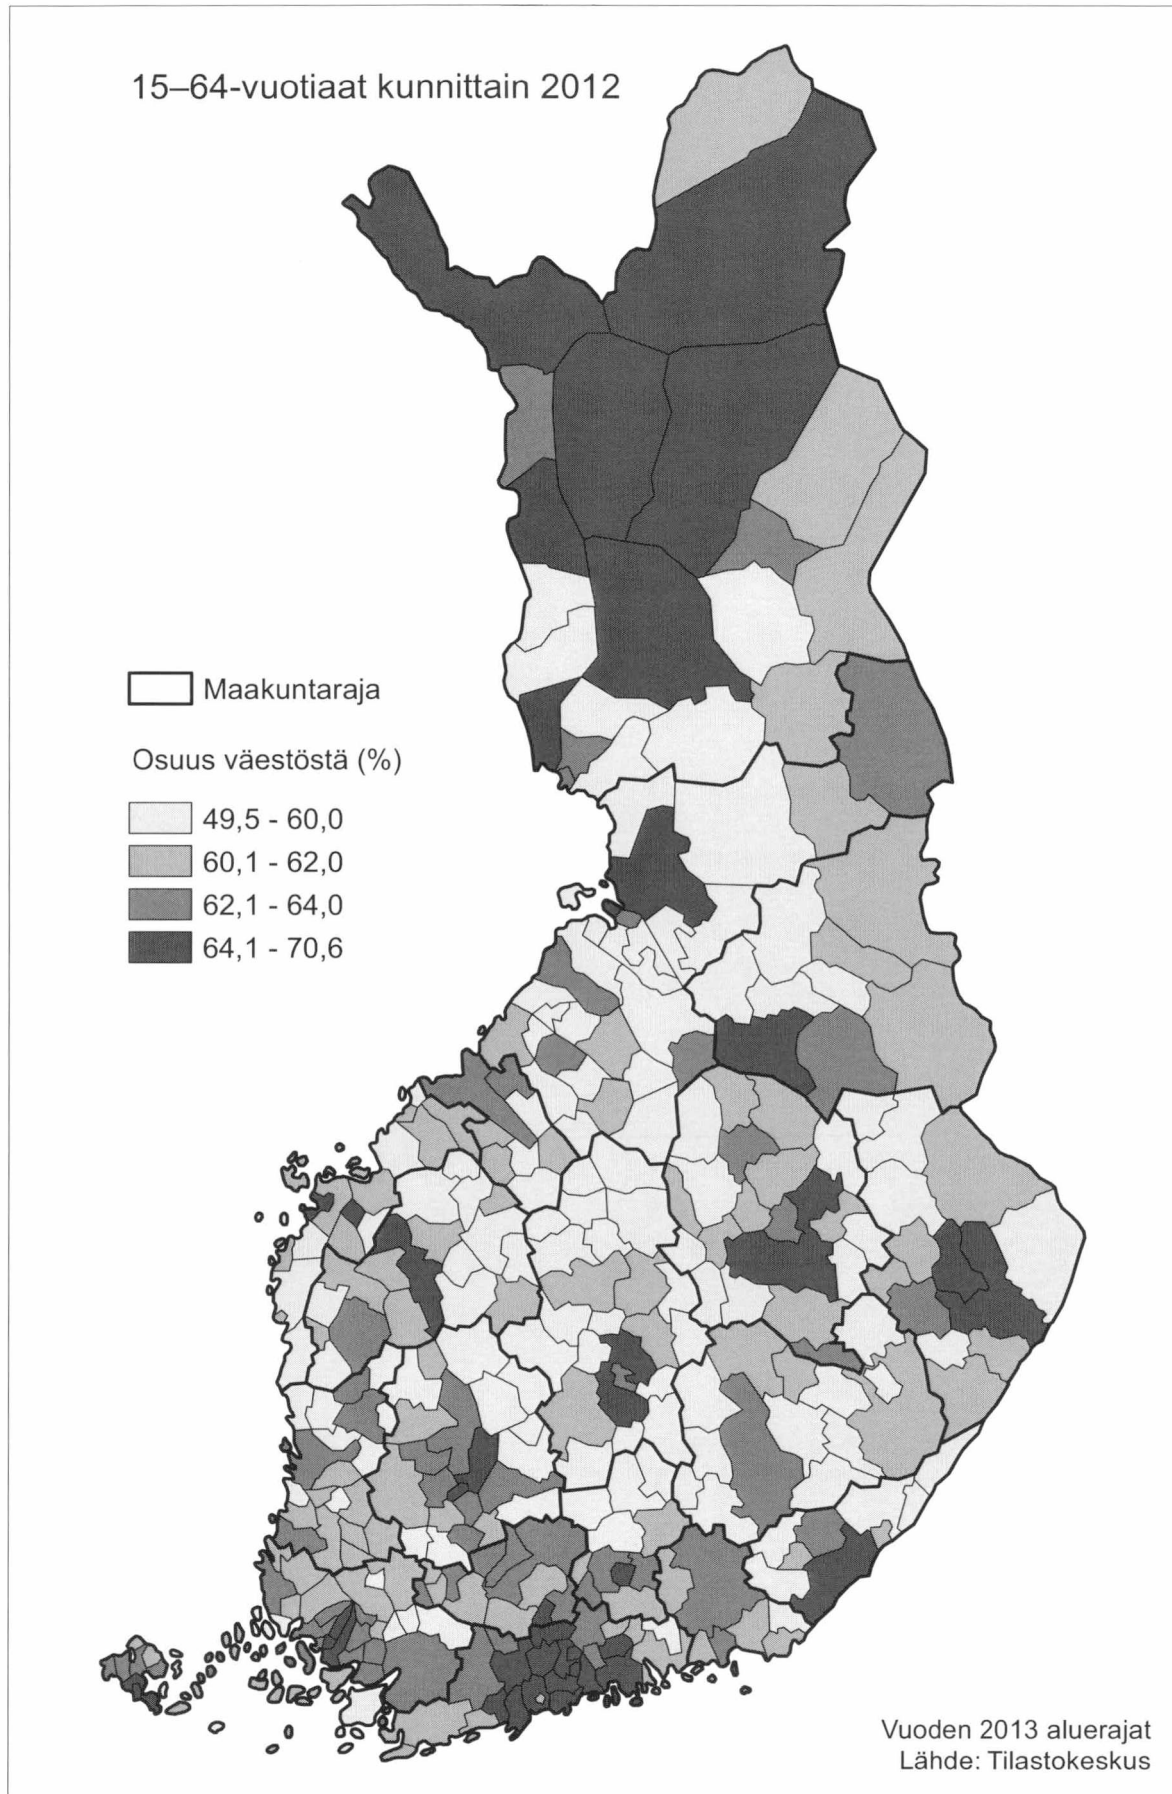 15–64-vuotiaat kunnittain 2012
Maakuntaraja
Osuus väestöstä (%)
49,5 - 60,0
60,1 - 62,0
62,1 - 64,0
64,1 - 70,6
Vuoden 2013 aluerajat
Lähde: Tilastokeskus